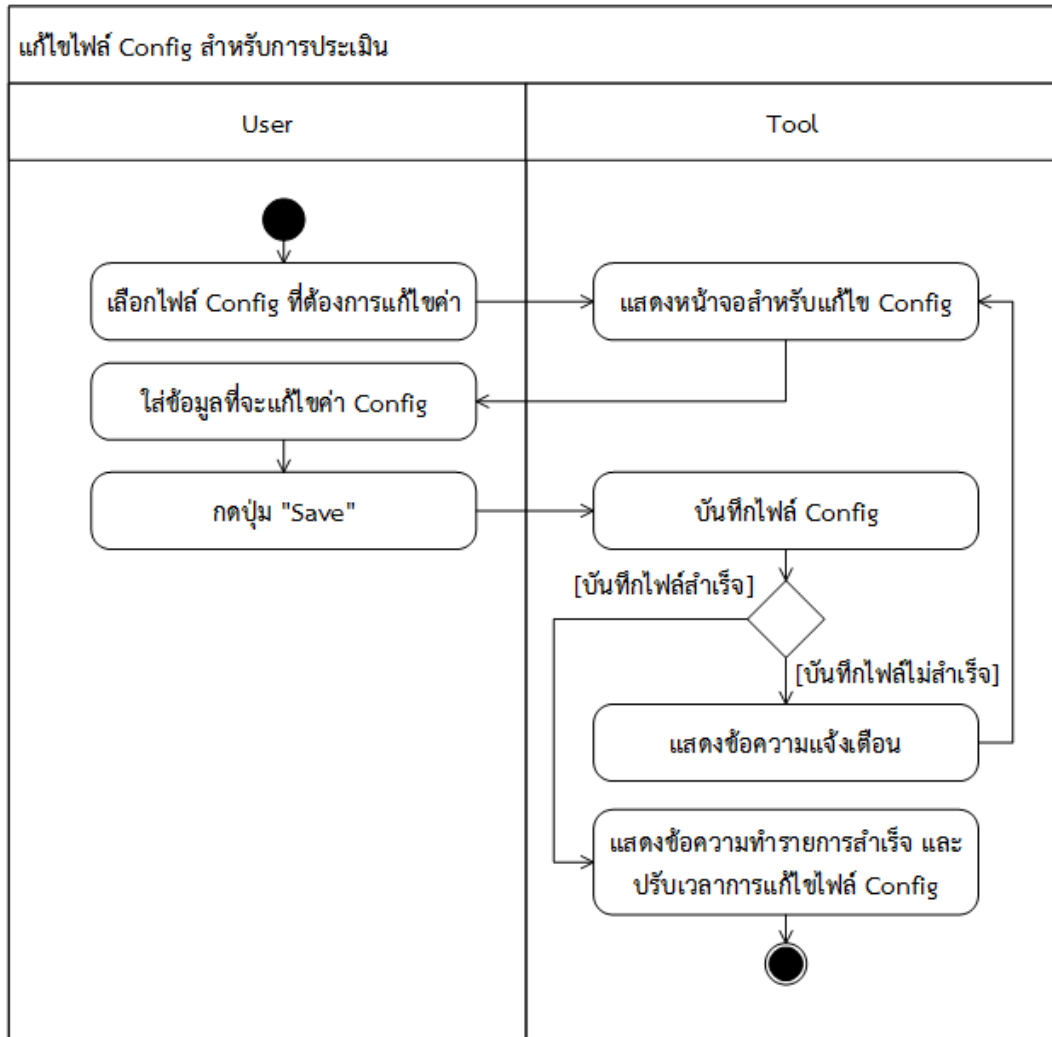 แก้ไขไฟล์ Config สำหรับการประเมิน
User
Tool
เลือกไฟล์ Config ที่ต้องการแก้ไขค่า
แสดงหน้าจอสำหรับแก้ไข Config
ใส่ข้อมูลที่จะแก้ไขค่า Config
กดปุ่ม "Save"
บันทึกไฟล์ Config
[บันทึกไฟล์สำเร็จ]
[บันทึกไฟล์ไม่สำเร็จ]
แสดงข้อความแจ้งเตือน
แสดงข้อความทำรายการสำเร็จ และ
ปรับเวลาการแก้ไขไฟล์ Config